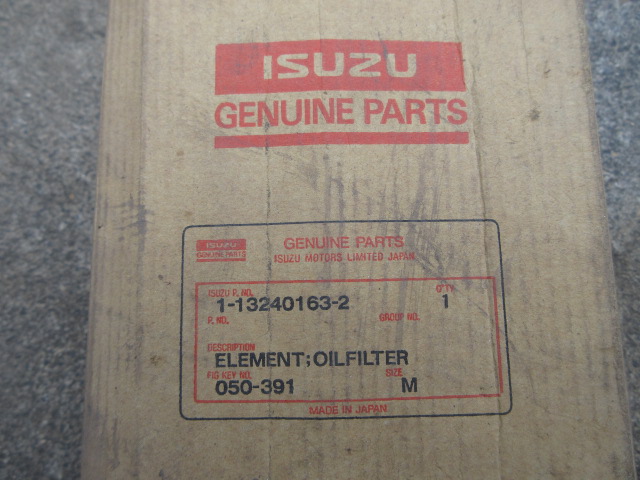 ISUZU
GENUINE PARTS
ISUZU
GENUINE PARTS
GENUINE PARTS
ISUZU MOTORS LIMITED JAPAN
ISUZU P. NO. Q'TY
1-13240163-2 1
P. NO. GROUP NO.
DESCRIPTION
ELEMENT;OILFILTER
FIG KEY NO. SIZE
050-391 M
MADE IN JAPAN